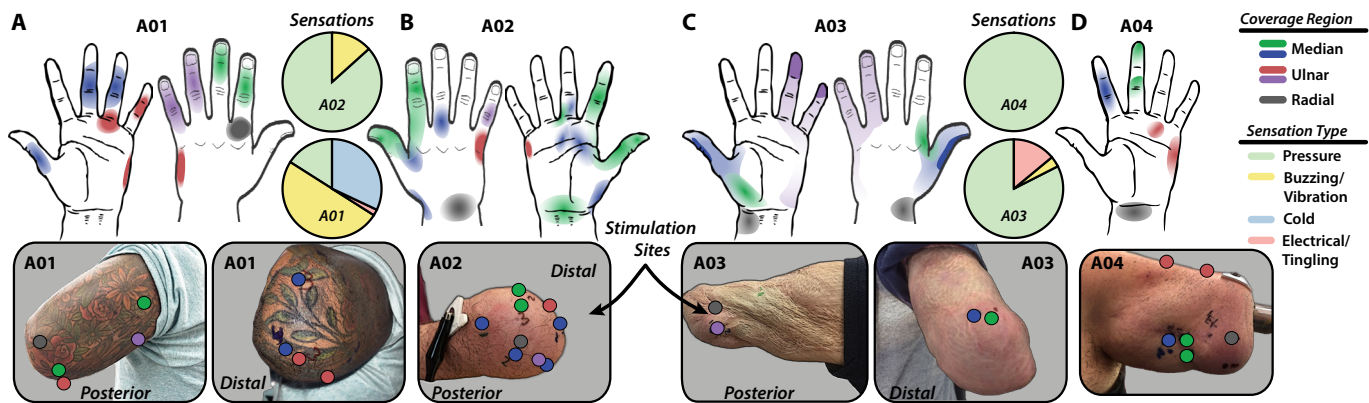 A
A01
Sensations
A02
A01
B
A02
C
A03
Sensations
A04
A03
D
A04
Coverage Region
Median
Ulnar
Radial
Sensation Type
Pressure
Buzzing/
Vibration
Cold
Electrical/
Tingling
Stimulation
Sites
A01
Posterior
A01
Distal
A02
Distal
Posterior
A03
Posterior
A03
Distal
A04